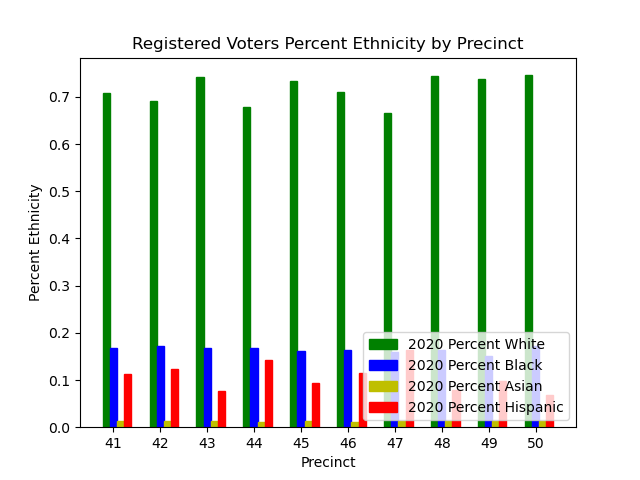 Registered Voters Percent Ethnicity by Precinct
Percent Ethnicity
0.7
0.6
0.5
0.4
0.3
0.2
0.1
0.0
2020 Percent White
2020 Percent Black
2020 Percent Asian
2020 Percent Hispanic
41 42 43 44 45 46 47 48 49 50
Precinct